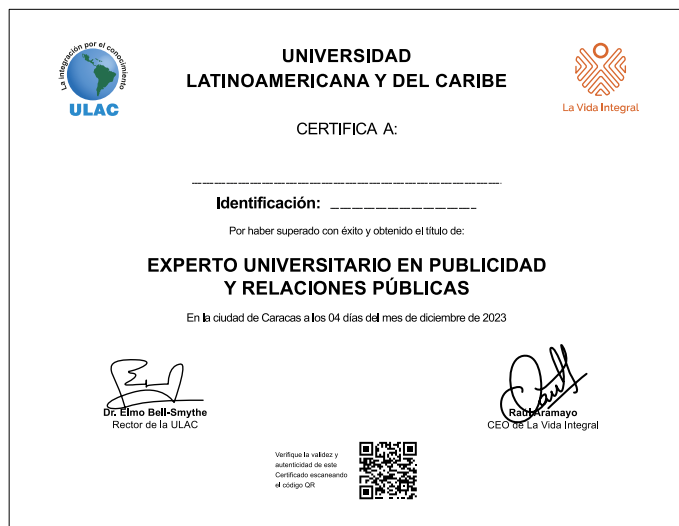 La integración por el conocimiento
ULAC
UNIVERSIDAD
LATINOAMERICANA Y DEL CARIBE
La Vida Integral
CERTIFICA A:
Identificación:
Por haber superado con éxito y obtenido el título de:
EXPERTO UNIVERSITARIO EN PUBLICIDAD
Y RELACIONES PÚBLICAS
En la ciudad de Caracas a los 04 días del mes de diciembre de 2023
Dr. Elmo Bell-Smythe
Rector de la ULAC
Raúl Aramayo
CEO de La Vida Integral
Verifique la validez y
autenticidad de este
Certificado escaneando
el código QR